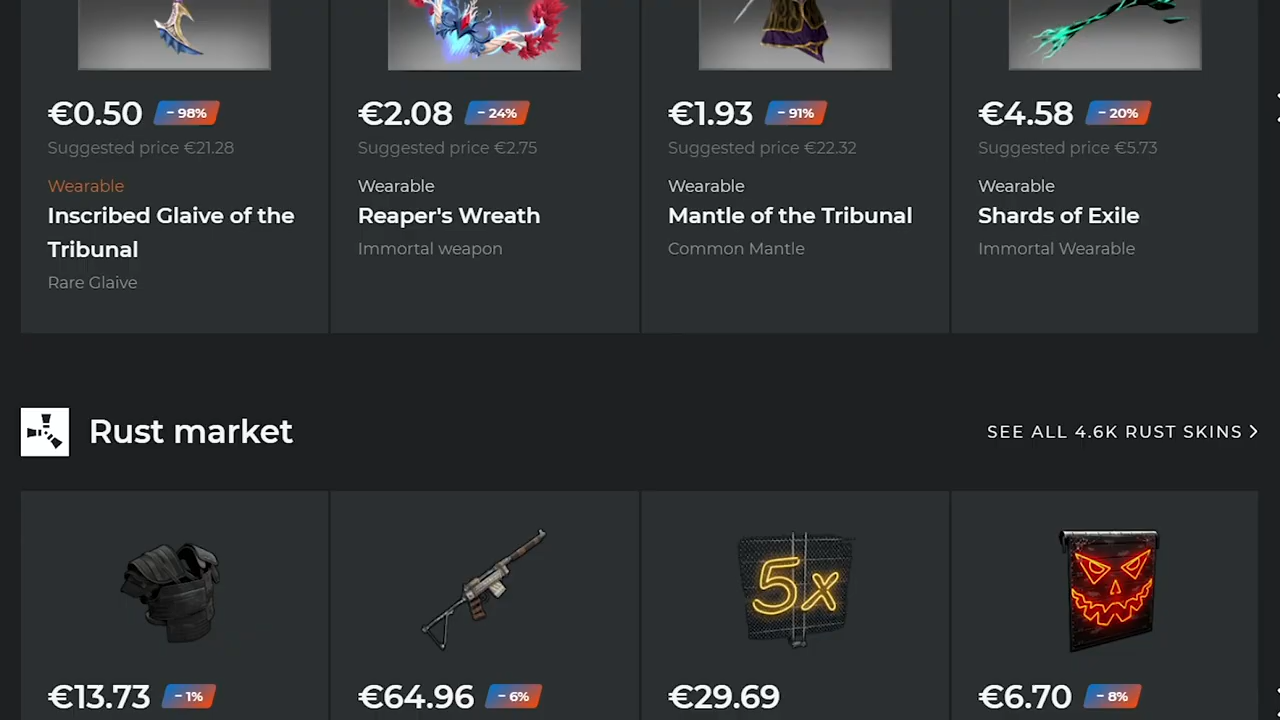 €0.50 − 98% €2.08 − 24% €1.93 − 91% €4.58 − 20%
Suggested price €21.28 Suggested price €2.75 Suggested price €22.32 Suggested price €5.73
Wearable Wearable Wearable Wearable
Inscribed Glaive of the Reaper's Wreath Mantle of the Tribunal Shards of Exile
Tribunal Immortal weapon Common Mantle Immortal Wearable
Rare Glaive
Rust market SEE ALL 4.6K RUST SKINS
5x
€13.73 − 1% €64.96 − 6% €29.69 €6.70 − 8%